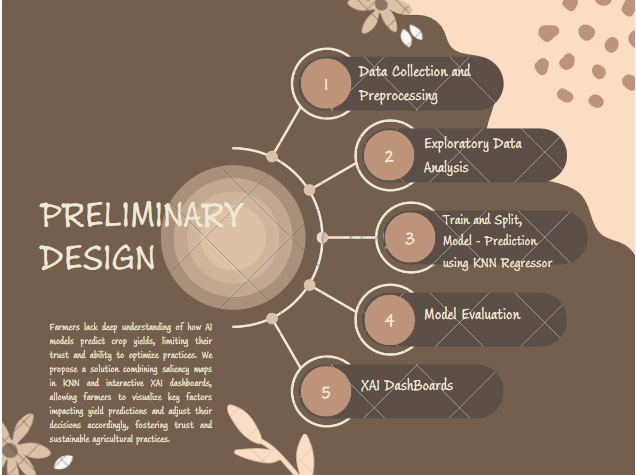 PRELIMINARY
DESIGN
Farmers lack deep understanding of how AI
models predict crop yields, limiting their
trust and ability to optimize practices. We
propose a solution combining saliency maps
in KNN and interactive XAI dashboards,
allowing farmers to visualize key factors
impacting yield predictions and adjust their
decisions accordingly, fostering trust and
sustainable agricultural practices.
1
Data Collection and
Preprocessing
2
Exploratory Data
Analysis
3
Train and Split,
Model - Prediction
using KNN Regressor
4
Model Evaluation
5
XAI DashBoards